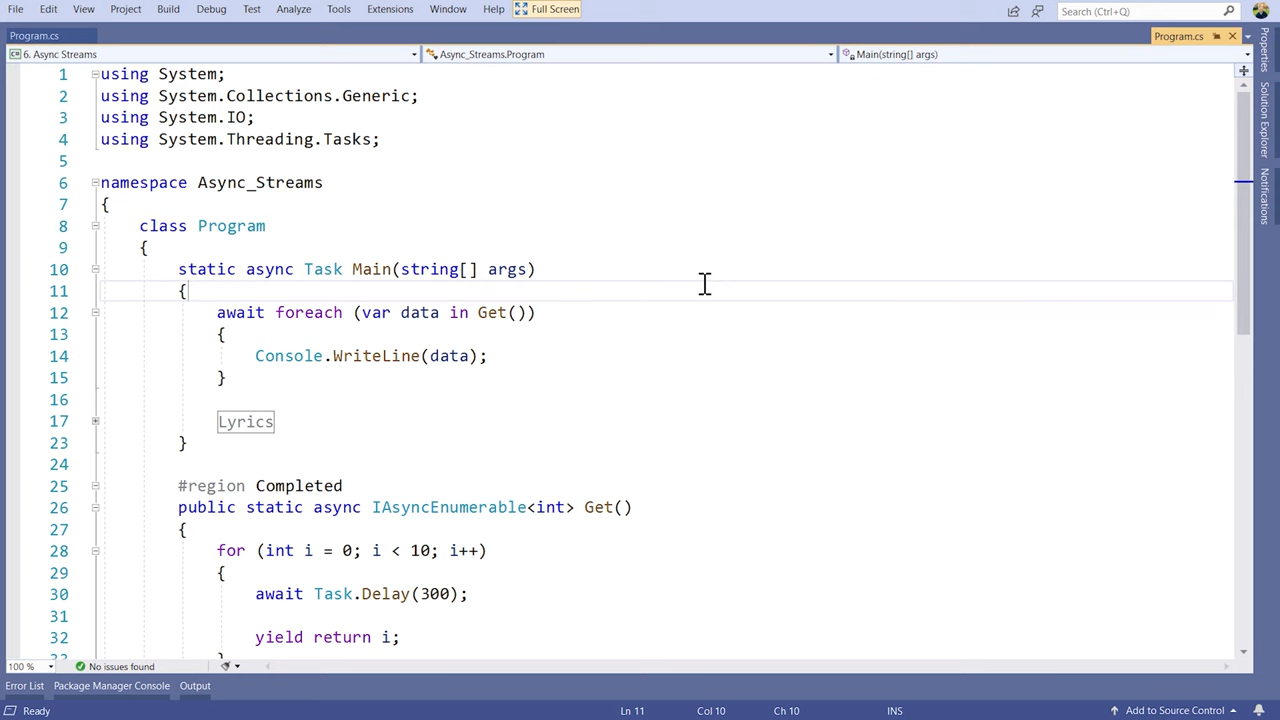 File Edit View Project Build Debug Test Analyze Tools Extensions Window Help Full Screen Search (Ctrl+Q)
Program.cs Program.cs
6. Async Streams Async_Streams.Program Main(string[] args)
1 using System;
2 using System.Collections.Generic;
3 using System.IO;
4 using System.Threading.Tasks;
5
6 namespace Async_Streams
7 {
8 class Program
9 {
10 static async Task Main(string[] args)
11 {
12 await foreach (var data in Get())
13 {
14 Console.WriteLine(data);
15 }
16
17 Lyrics
23 }
24
25 #region Completed
26 public static async IAsyncEnumerable<int> Get()
27 {
28 for (int i = 0; i < 10; i++)
29 {
30 await Task.Delay(300);
31
32 yield return i;
Properties
Solution Explorer
Notifications
100 % No issues found
Error List Package Manager Console Output
Ready Ln 11 Col 10 Ch 10 INS Add to Source Control